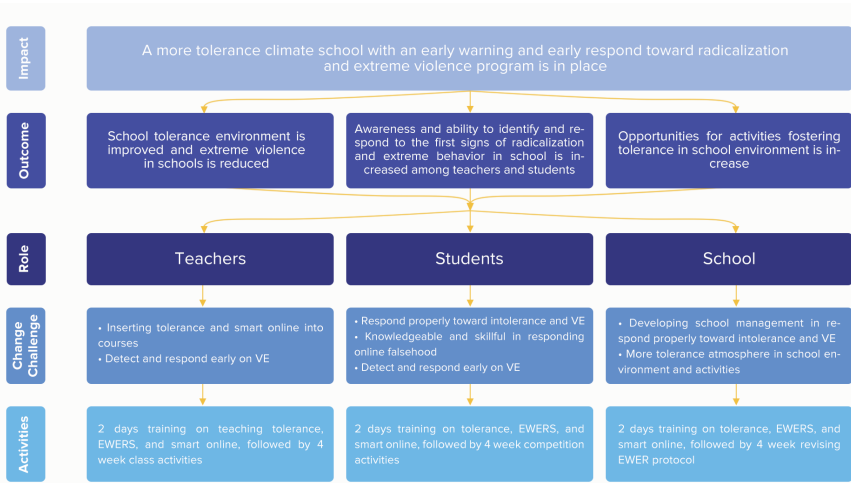 Impact
A more tolerance climate school with an early warning and early respond toward radicalization
and extreme violence program is in place
Outcome
School tolerance environment is
improved and extreme violence
in schools is reduced
Awareness and ability to identify and re-
spond to the first signs of radicalization
and extreme behavior in school is in-
creased among teachers and students
Opportunities for activities fostering
tolerance in school environment is in-
crease
Role
Teachers
Students
School
Change
Challenge
• Inserting tolerance and smart online into
courses
• Detect and respond early on VE
• Respond properly toward intolerance and VE
• Knowledgeable and skillful in responding
online falsehood
• Detect and respond early on VE
• Developing school management in re-
spond properly toward intolerance and VE
• More tolerance atmosphere in school en-
vironment and activities
Activities
2 days training on teaching tolerance,
EWERS, and smart online, followed by 4
week class activities
2 days training on tolerance, EWERS, and
smart online, followed by 4 week competition
activities
2 days training on tolerance, EWERS, and
smart online, followed by 4 week revising
EWER protocol